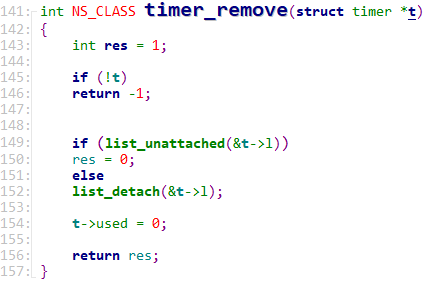 141: int NS_CLASS timer_remove(struct timer *t)
142: {
143:     int res = 1;
144:
145:     if (!t)
146:     return -1;
147:
148:
149:     if (list_unattached(&t->l))
150:     res = 0;
151:     else
152:     list_detach(&t->l);
153:
154:     t->used = 0;
155:
156:     return res;
157: }